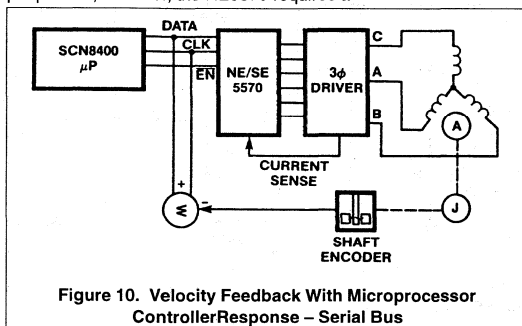 DATA
CLK
SCN8400
μP
EN
NE/SE
5570
3ϕ
DRIVER
C
A
B
A
CURRENT
SENSE
+
W
-
J
SHAFT
ENCODER
Figure 10. Velocity Feedback With Microprocessor
ControllerResponse – Serial Bus